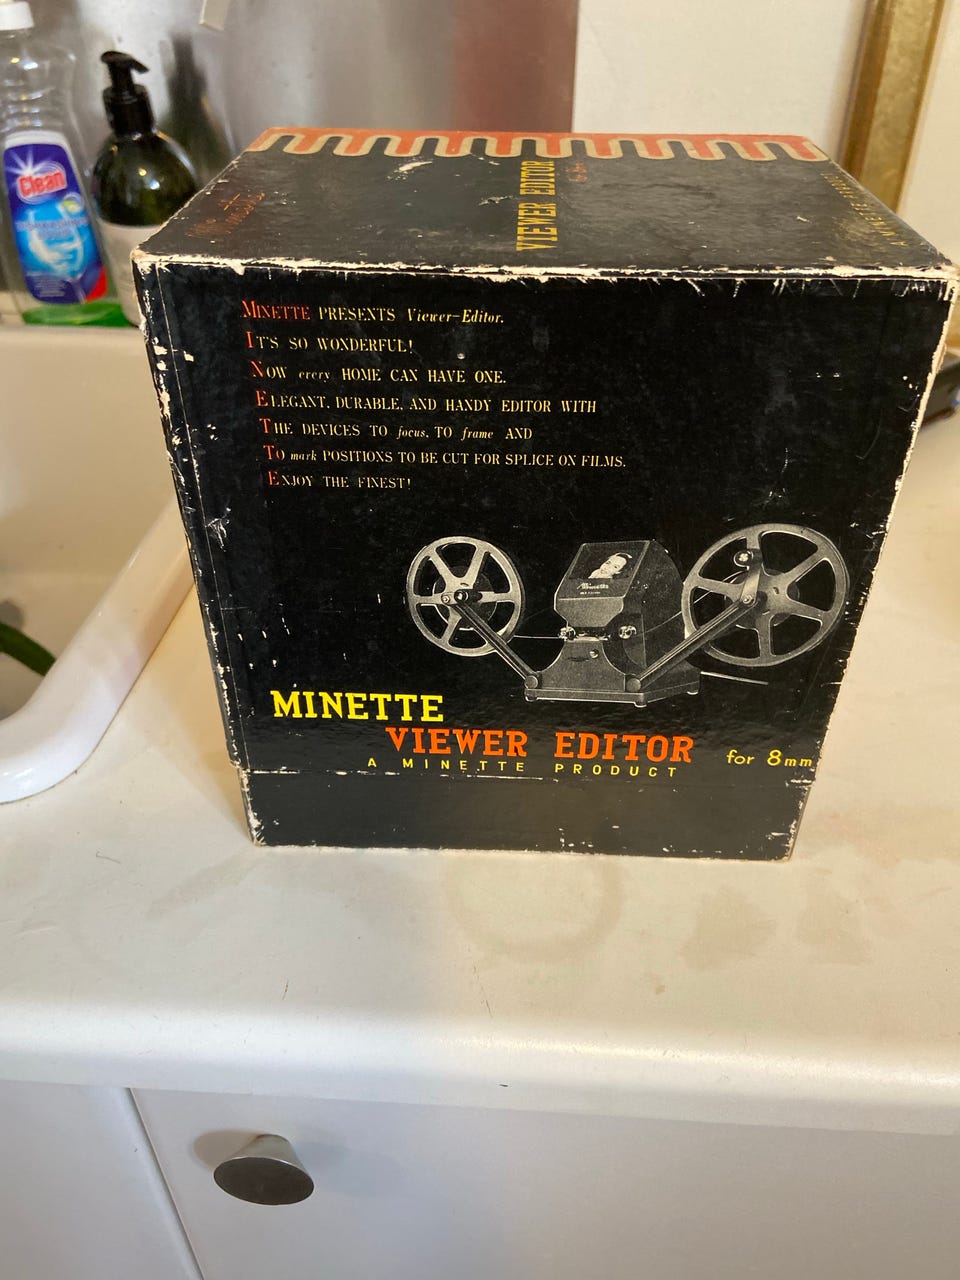 Clean
Minette
VIEWER EDITOR
MINETTE PRESENTS Viewer-Editor.
IT'S SO WONDERFUL!
NOW every HOME CAN HAVE ONE.
ELEGANT, DURABLE, AND HANDY EDITOR WITH
THE DEVICES TO focus, TO frame AND
TO mark POSITIONS TO BE CUT FOR SPLICE ON FILMS.
ENJOY THE FINEST!
Minette
MINETTE
VIEWER EDITOR for 8mm
A MINETTE PRODUCT